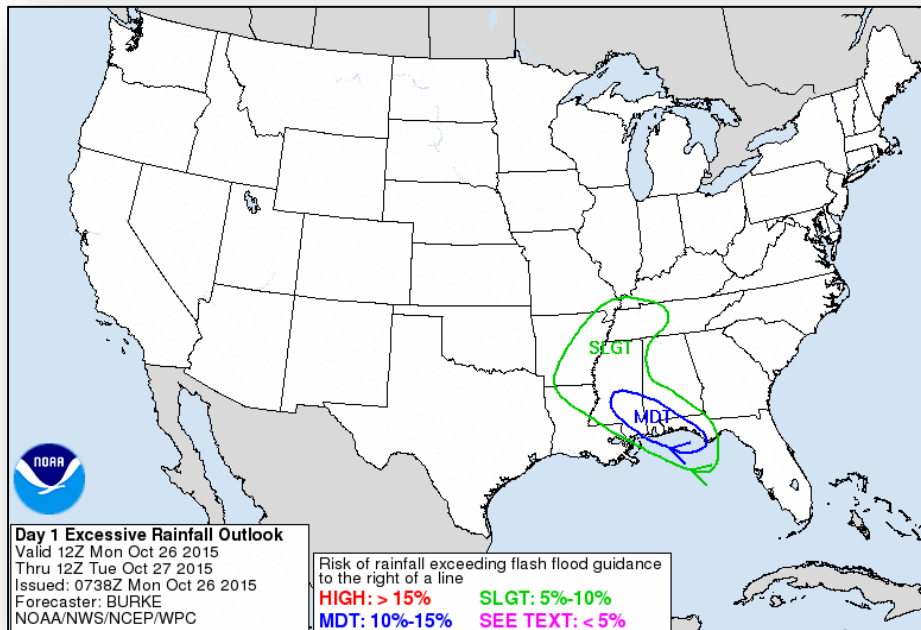 SLGT
MDT
NOAA
Day 1 Excessive Rainfall Outlook
Valid 12Z Mon Oct 26 2015
Thru 12Z Tue Oct 27 2015
Issued: 0738Z Mon Oct 26 2015
Forecaster: BURKE
NOAA/NWS/NCEP/WPC
Risk of rainfall exceeding flash flood guidance
to the right of a line
HIGH: > 15% SLGT: 5%-10%
MDT: 10%-15% SEE TEXT: < 5%